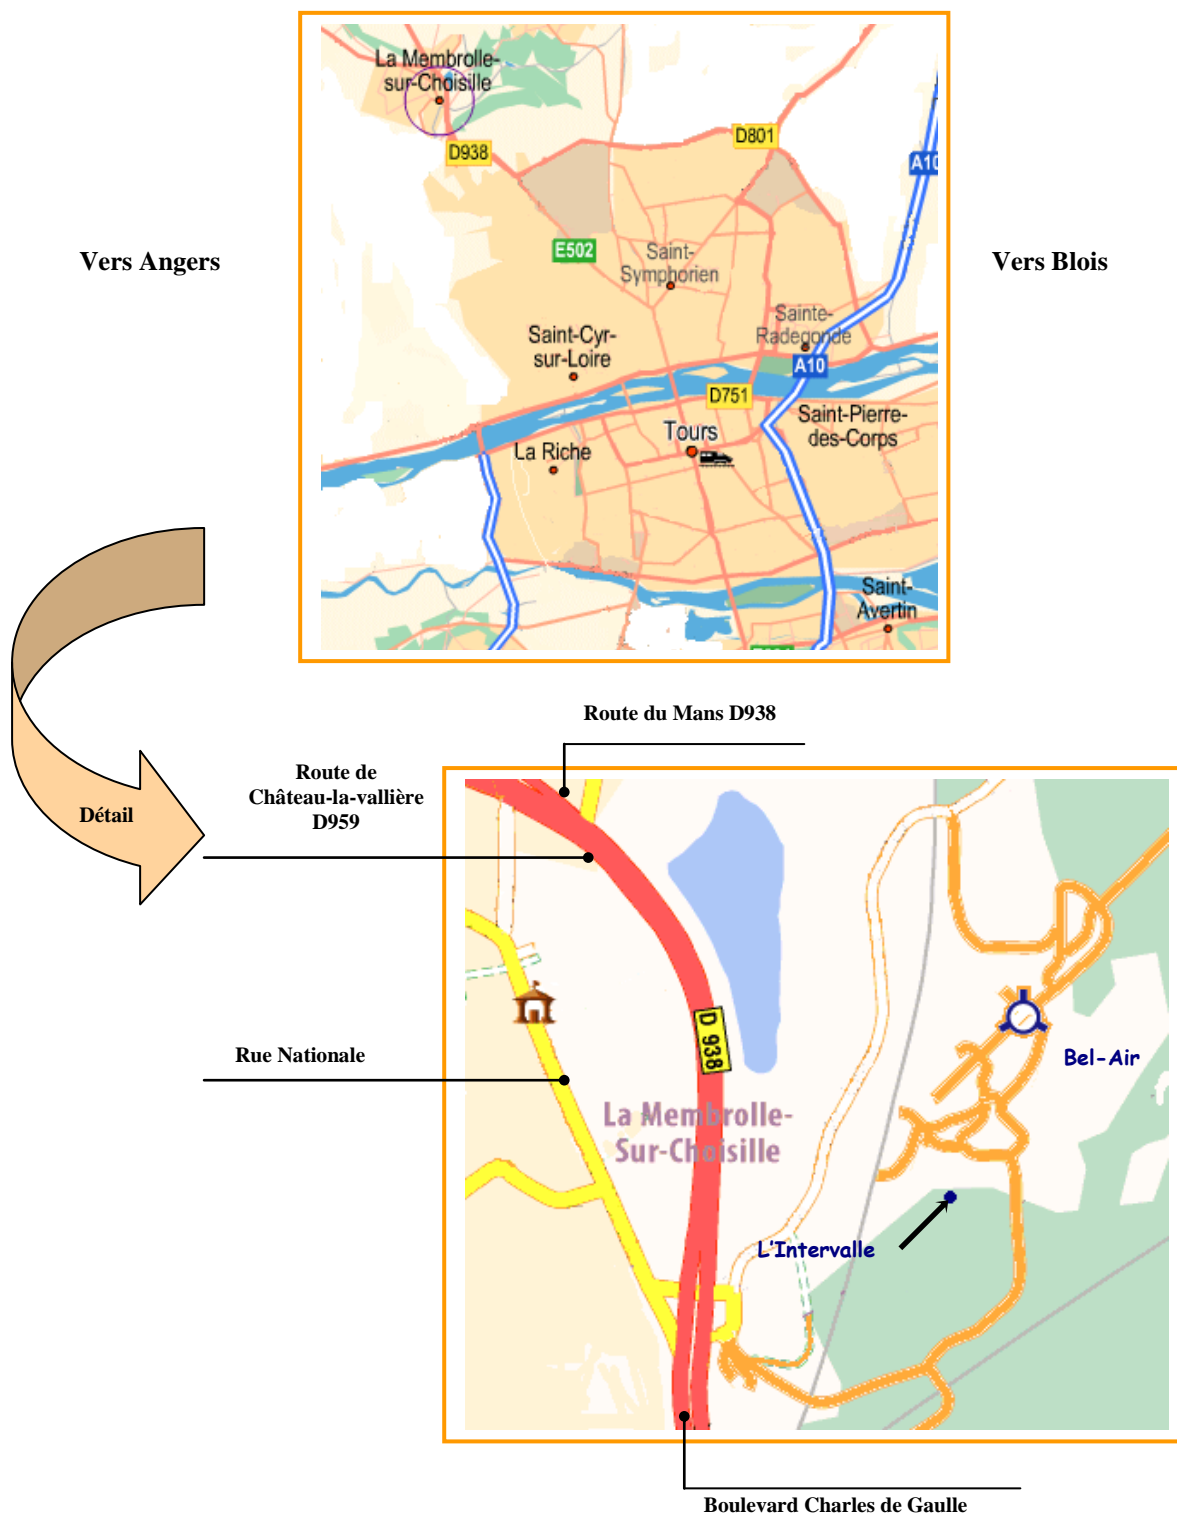 La Membrolle-
sur-Choisille
D938
D801
A10
Vers Angers
E502
Saint-
Symphorien
Vers Blois
Saint-Cyr-
sur-Loire
Sainte-
Radegonde
A10
D751
Saint-Pierre-
des-Corps
Tours
La Riche
Saint-
Avertin
Route du Mans D938
Route de
Château-la-vallière
D959
Détail
D 938
Rue Nationale
Bel-Air
La Membrolle-
Sur-Choisille
L'Intervalle
Boulevard Charles de Gaulle